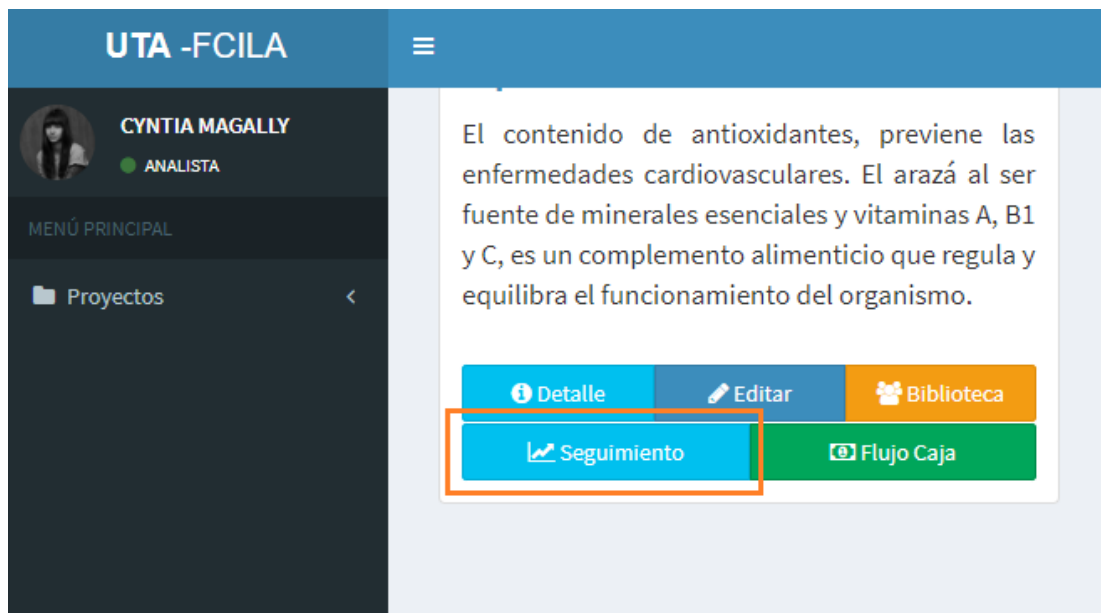 UTA -FCILA
CYNTIA MAGALLY
ANALISTA
MENÚ PRINCIPAL
Proyectos
El contenido de antioxidantes, previene las
enfermedades cardiovasculares. El arazá al ser
fuente de minerales esenciales y vitaminas A, B1
y C, es un complemento alimenticio que regula y
equilibra el funcionamiento del organismo.
Detalle Editar Biblioteca
Seguimiento Flujo Caja